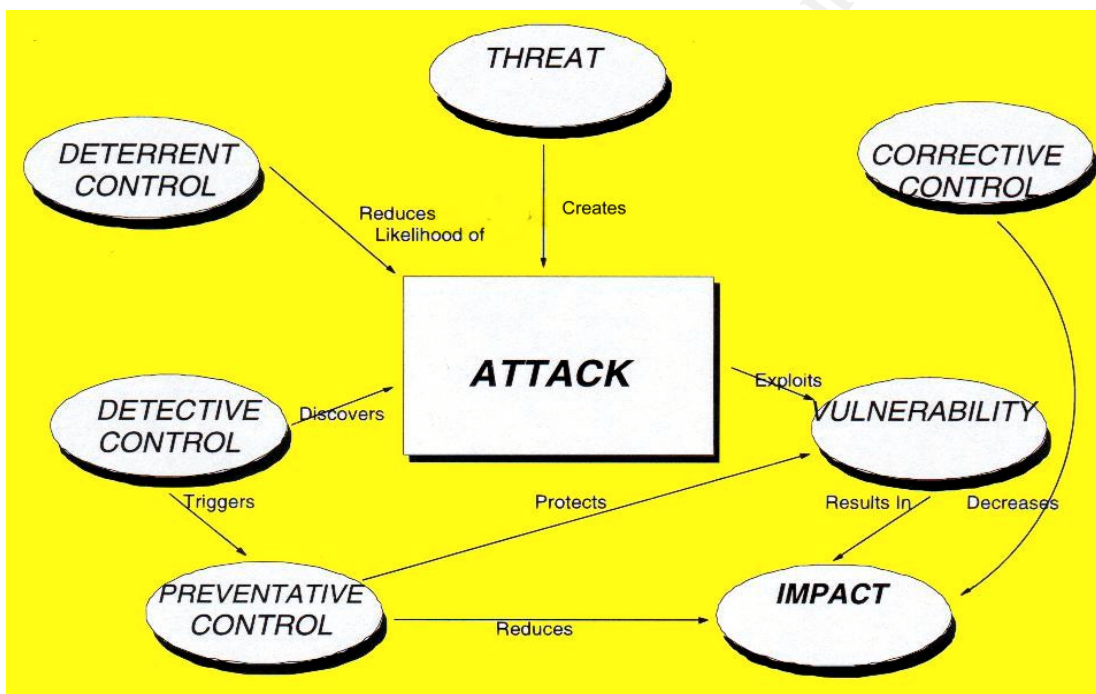 THREAT
DETERRENT
CONTROL
CORRECTIVE
CONTROL
Reduces
Likelihood of
Creates
ATTACK
DETECTIVE
CONTROL
Discovers
Exploits
VULNERABILITY
Triggers
Protects
Results In
Decreases
PREVENTATIVE
CONTROL
Reduces
IMPACT